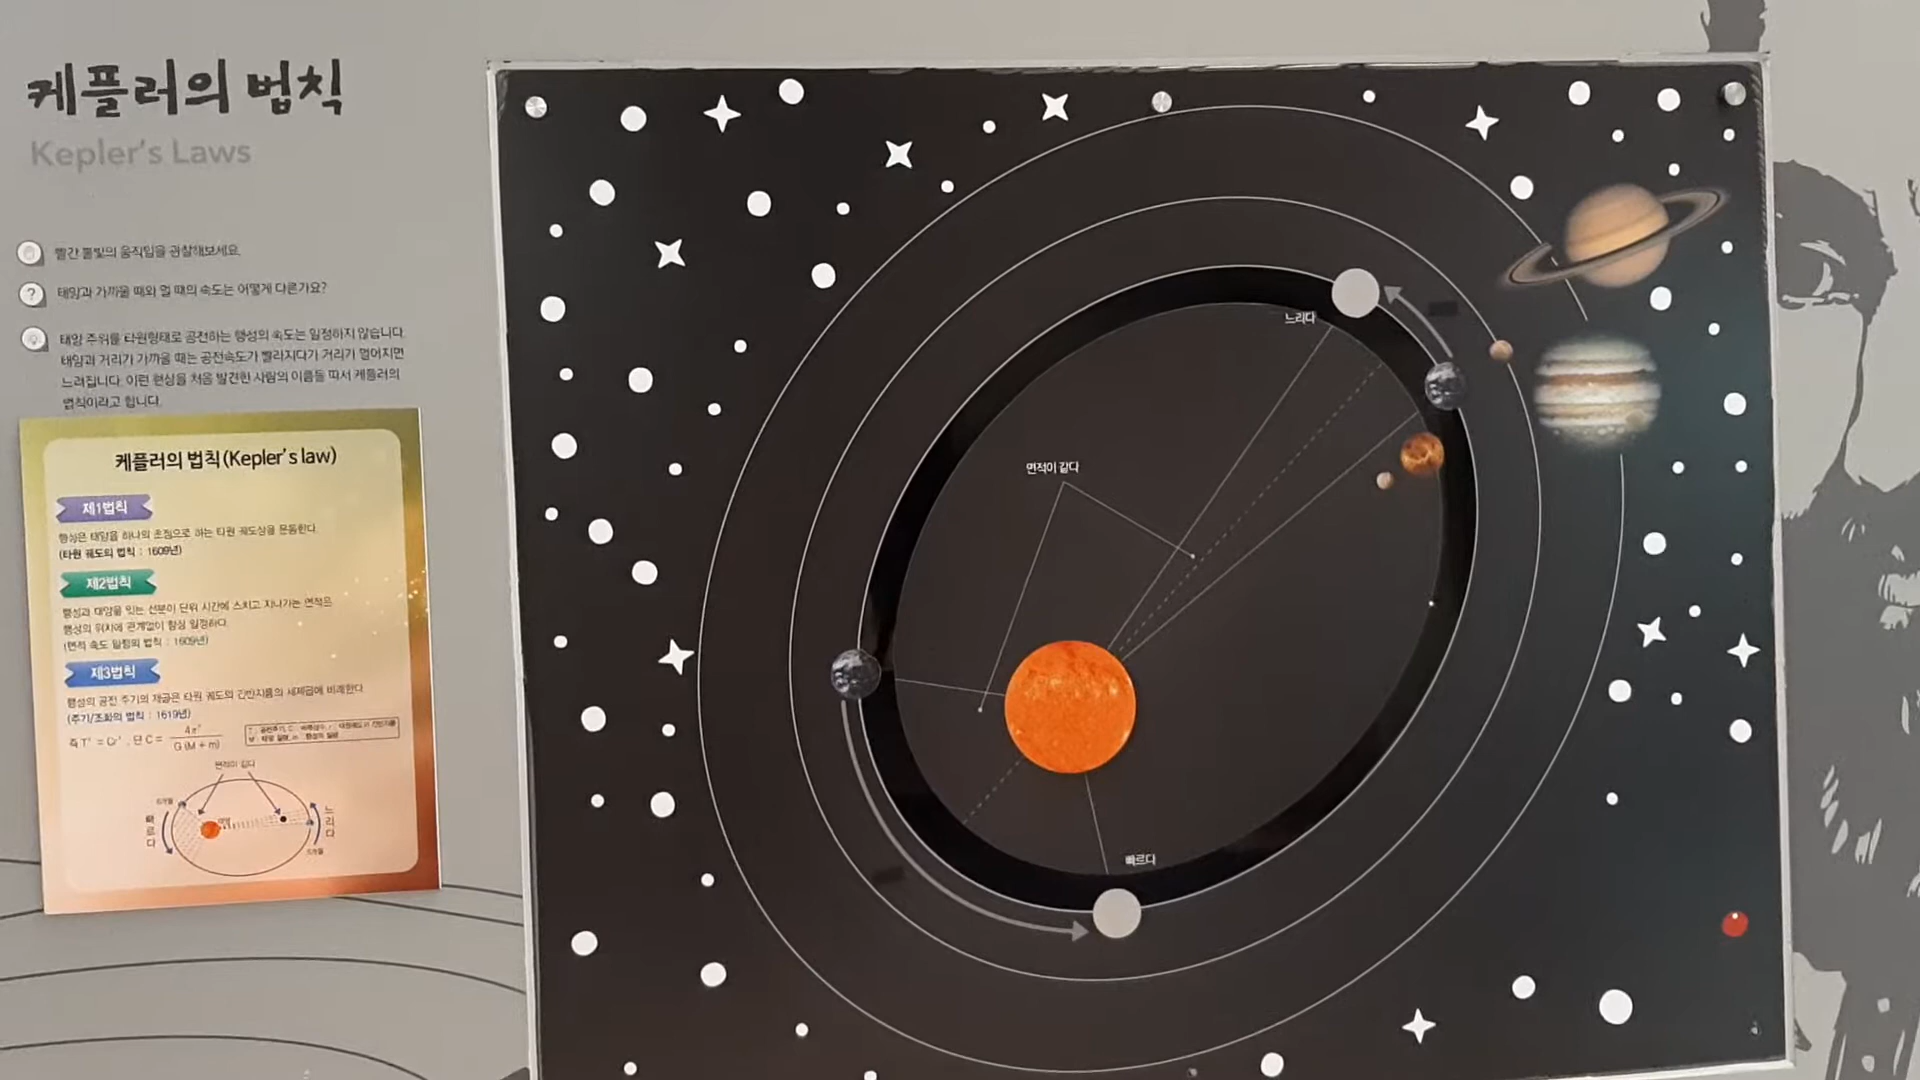 케플러의 법칙
Kepler's Laws
빨간 불빛의 움직임을 관찰해보세요.
?
태양과 가까울 때와 멀 때의 속도는 어떻게 다른가요?
태양 주위를 타원형태로 공전하는 행성의 속도는 일정하지 않습니다.
태양과 거리가 가까울 때는 공전속도가 빨라지다가 거리가 멀어지면
느려집니다. 이런 현상을 처음 발견한 사람의 이름을 따서 케플러의
법칙이라고 합니다.
케플러의 법칙(Kepler's law)
제1법칙
행성은 태양을 하나의 초점으로 하는 타원 궤도상을 운동한다.
(타원 궤도의 법칙 : 1609년)
제2법칙
행성과 태양을 잇는 선분이 단위 시간에 스치고 지나가는 면적은
행성의 위치에 관계없이 항상 일정하다.
(면적 속도 일정의 법칙 : 1609년)
제3법칙
행성의 공전 주기의 제곱은 타원 궤도의 긴반지름의 세제곱에 비례한다.
(주기/조화의 법칙 : 1619년)
면적이 같다
빠르다
느리다
느리다
면적이 같다
빠르다